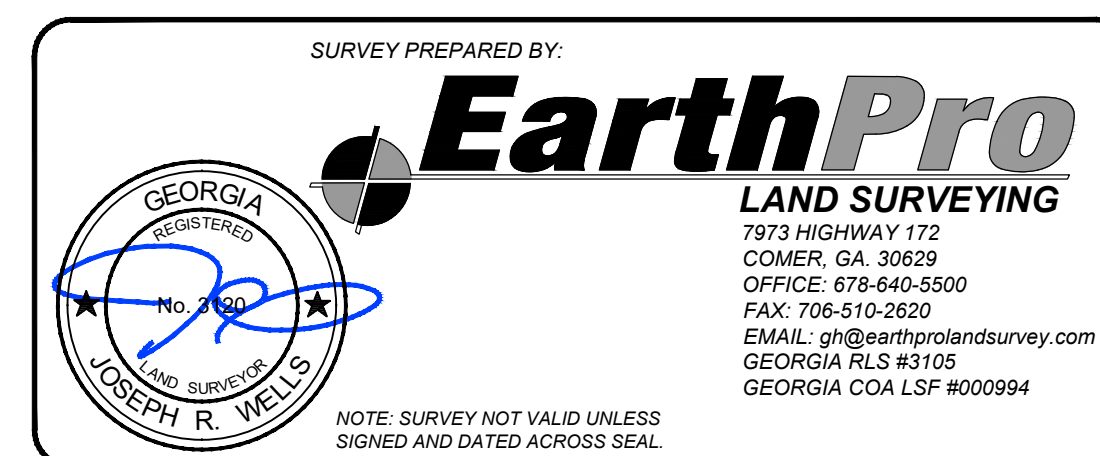 SURVEY PREPARED BY:
EarthPro
LAND SURVEYING
7973 HIGHWAY 172
COMER, GA. 30629
OFFICE: 678-640-5500
FAX: 706-510-2620
EMAIL: gh@earthprolandsurvey.com
GEORGIA RLS #3105
GEORGIA COA LSF #000994
GEORGIA
REGISTERED
No. 3120
LAND SURVEYOR
JOSEPH R. WELLS
NOTE: SURVEY NOT VALID UNLESS
SIGNED AND DATED ACROSS SEAL.